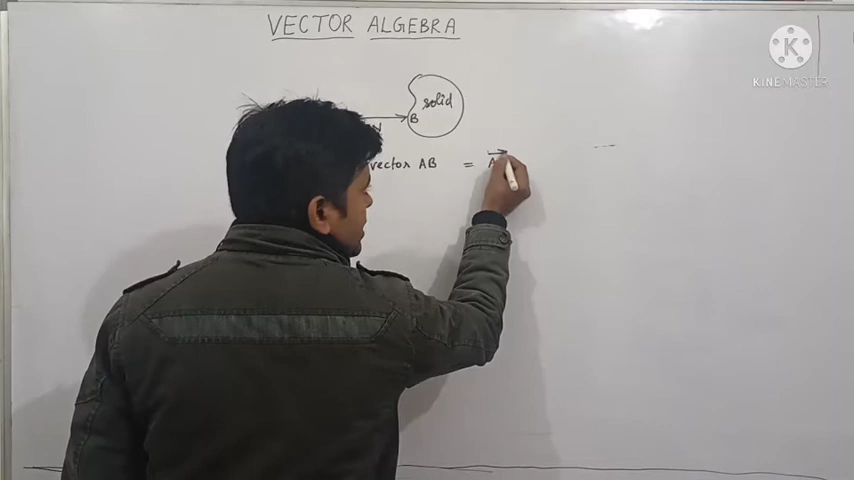 VECTOR ALGEBRA
K
KINEMASTER
solid
B
N
vector AB = A